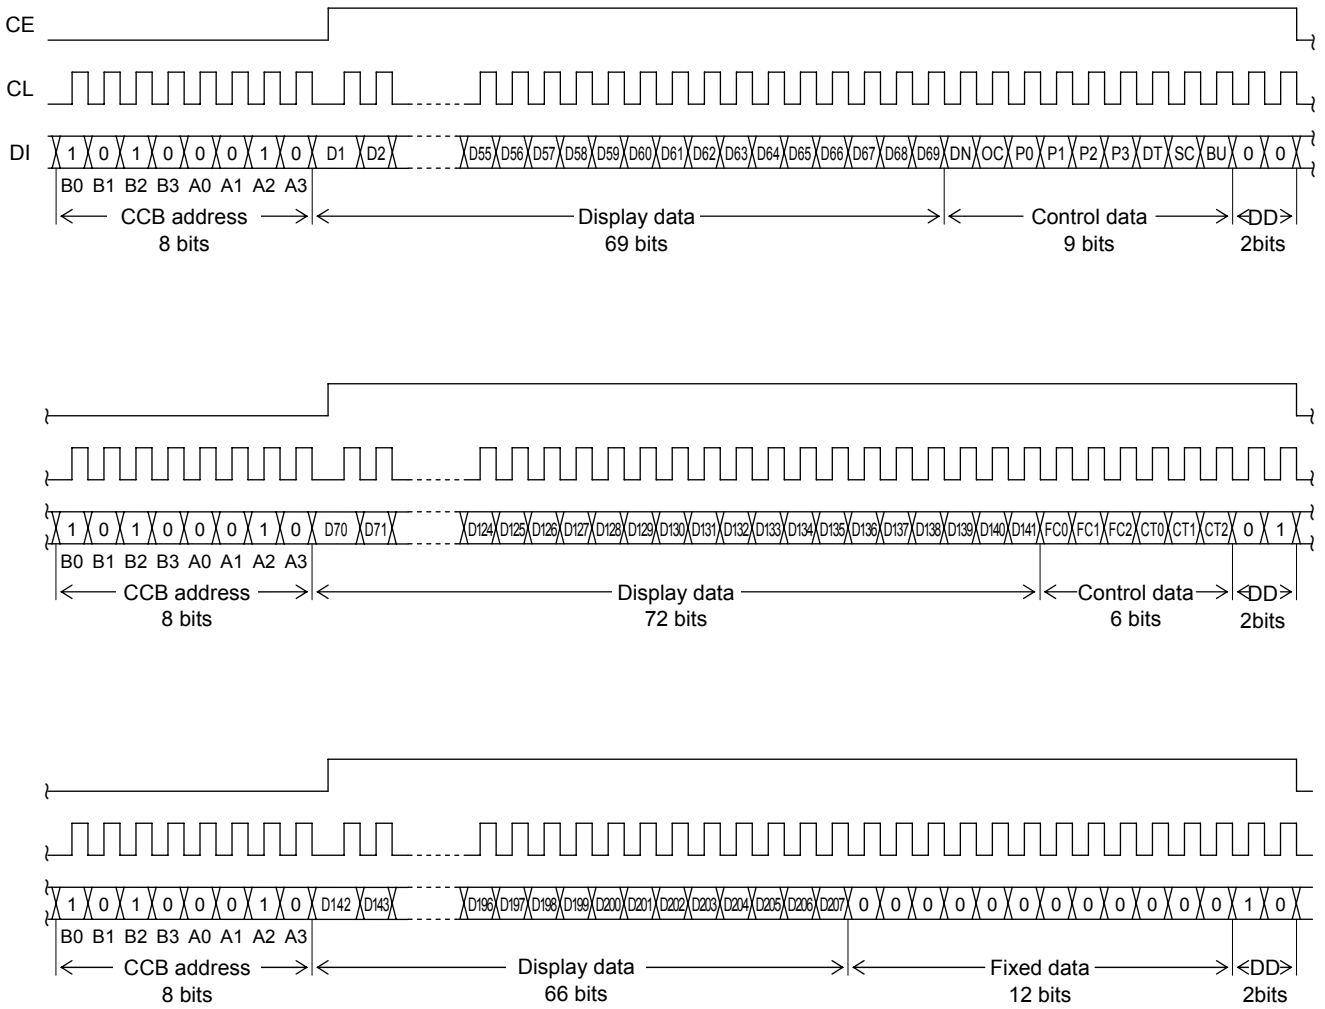 CE
CL
DI 1 0 1 0 0 0 1 0 D1 D2 D55 D56 D57 D58 D59 D60 D61 D62 D63 D64 D65 D66 D67 D68 D69 DN OC P0 P1 P2 P3 DT SC BU 0 0
B0 B1 B2 B3 A0 A1 A2 A3
CCB address Display data Control data DD
8 bits 69 bits 9 bits 2bits
1 0 1 0 0 0 1 0 D70 D71 D124 D125 D126 D127 D128 D129 D130 D131 D132 D133 D134 D135 D136 D137 D138 D139 D140 D141 FC0 FC1 FC2 CT0 CT1 CT2 0 1
B0 B1 B2 B3 A0 A1 A2 A3
CCB address Display data Control data DD
8 bits 72 bits 6 bits 2bits
1 0 1 0 0 0 1 0 D142 D143 D196 D197 D198 D199 D200 D201 D202 D203 D204 D205 D206 D207 0 0 0 0 0 0 0 0 0 0 0 0 1 0
B0 B1 B2 B3 A0 A1 A2 A3
CCB address Display data Fixed data DD
8 bits 66 bits 12 bits 2bits